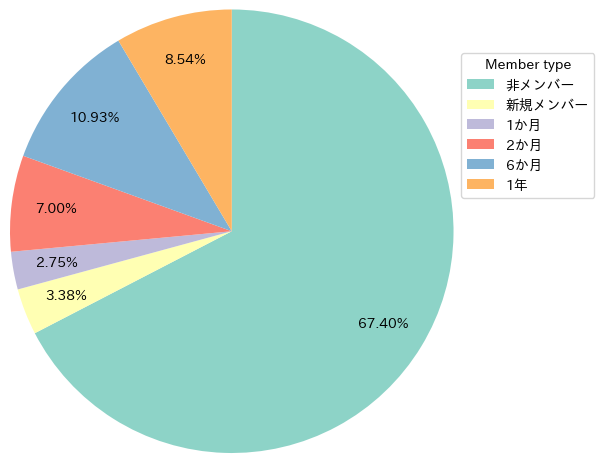 Member type
非メンバー
新規メンバー
1か月
2か月
6か月
1年
8.54%
10.93%
7.00%
2.75%
3.38%
67.40%